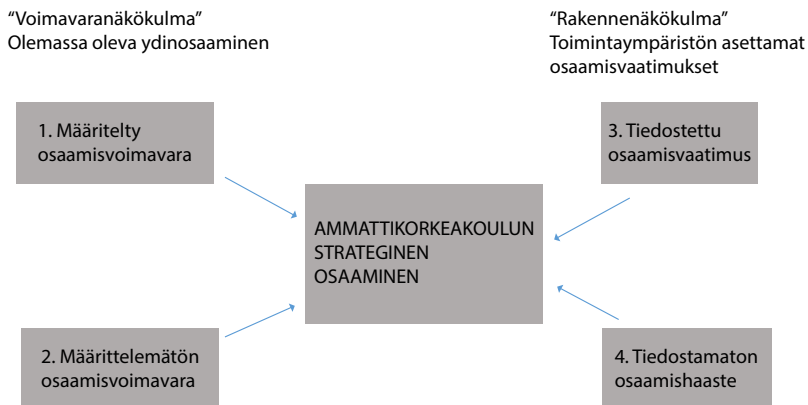 “Voimavaranäkökulma”
Olemassa oleva ydinosaaminen
“Rakennenäkökulma”
Toimintaympäristön asettamat
osaamisvaatimukset
1. Määritelty
osaamisvoimavara
3. Tiedostettu
osaamisvaatimus
AMMATTIKORKEAKOULUN
STRATEGINEN
OSAAMINEN
2. Määrittelemätön
osaamisvoimavara
4. Tiedostamaton
osaamishaaste